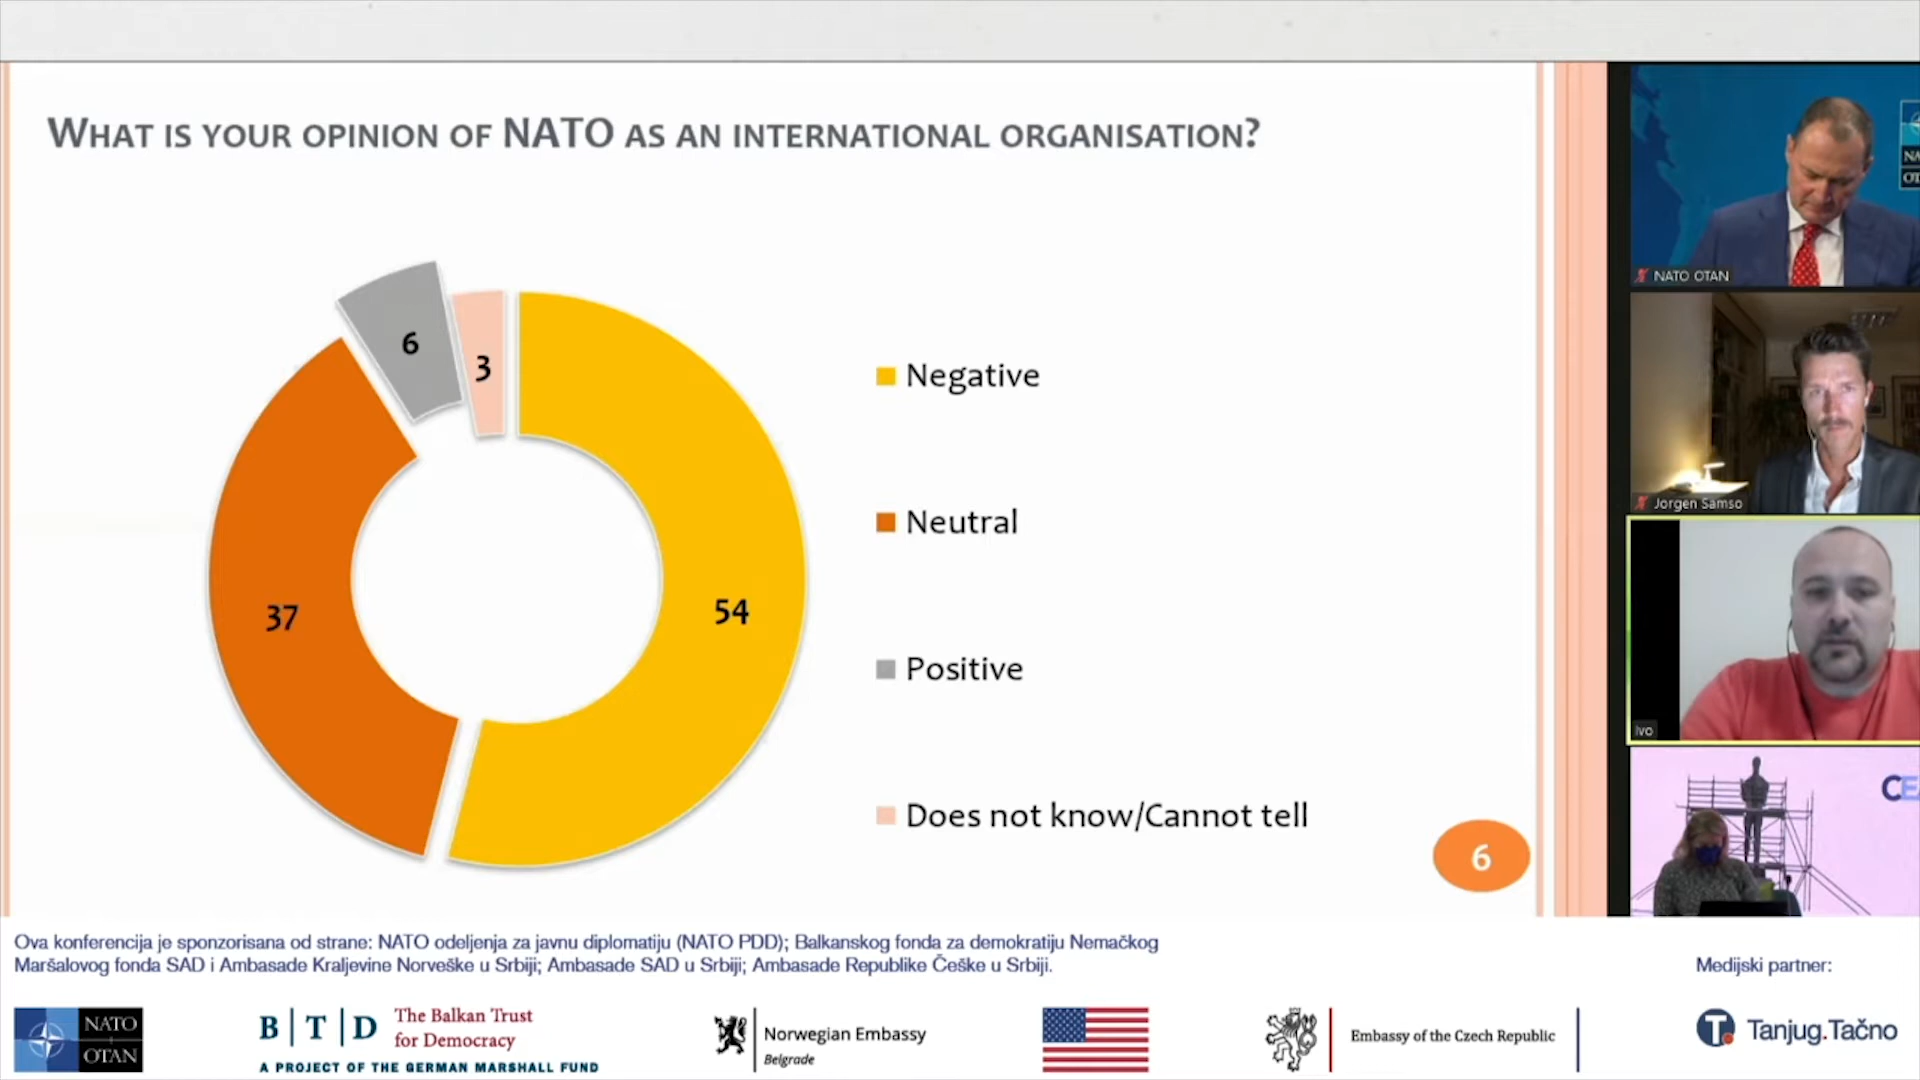 WHAT IS YOUR OPINION OF NATO AS AN INTERNATIONAL ORGANISATION?
6
3
37
54
Negative
Neutral
Positive
Does not know/Cannot tell
6
NA
OT
NATO OTAN
Jorgen Samso
Ivo
CE
Ova konferencija je sponzorisana od strane: NATO odeljenja za javnu diplomatiju (NATO PDD); Balkanskog fonda za demokratiju Nemačkog
Maršalovog fonda SAD i Ambasade Kraljevine Norveške u Srbiji; Ambasade SAD u Srbiji; Ambasade Republike Češke u Srbiji.
Medijski partner:
NATO
OTAN
B|T|D
The Balkan Trust
for Democracy
A PROJECT OF THE GERMAN MARSHALL FUND
Norwegian Embassy
Belgrade
Embassy of the Czech Republic
T. Tanjug.Tačno